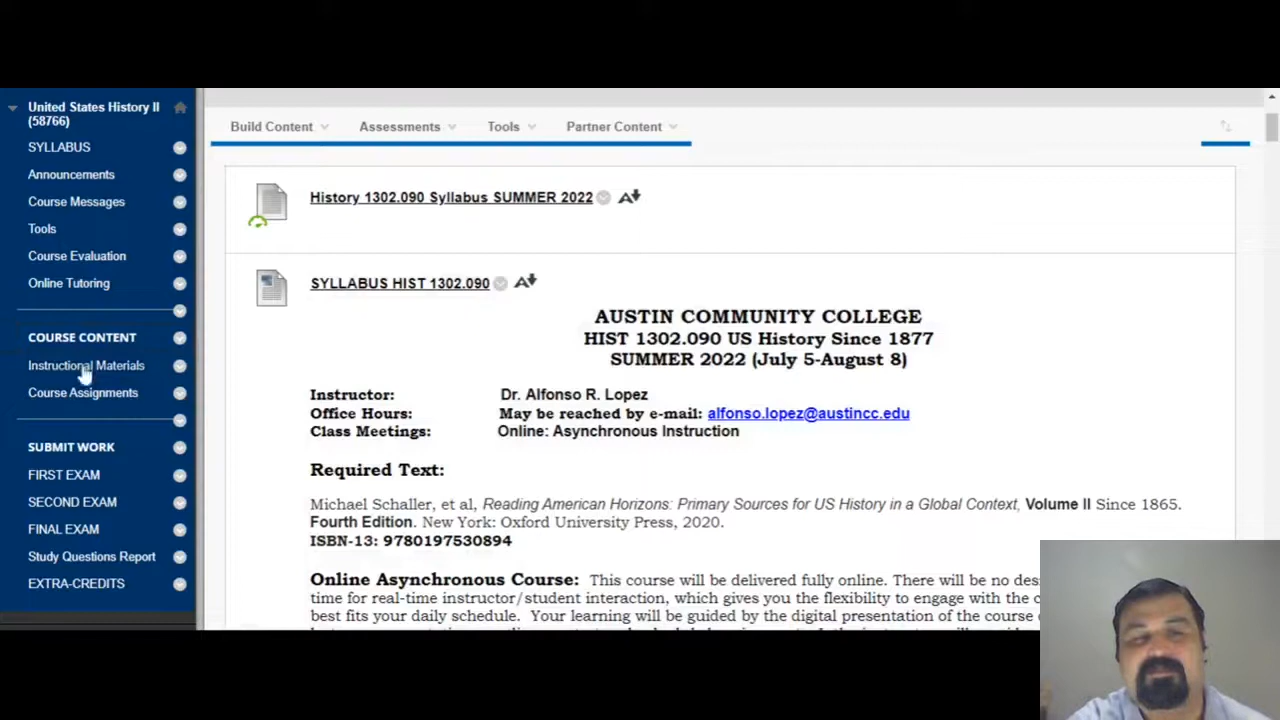 United States History II
(58766)
SYLLABUS
Announcements
Course Messages
Tools
Course Evaluation
Online Tutoring
COURSE CONTENT
Instructional Materials
Course Assignments
SUBMIT WORK
FIRST EXAM
SECOND EXAM
FINAL EXAM
Study Questions Report
EXTRA-CREDITS
Build Content
Assessments
Tools
Partner Content
History 1302.090 Syllabus SUMMER 2022
SYLLABUS HIST 1302.090
AUSTIN COMMUNITY COLLEGE
HIST 1302.090 US History Since 1877
SUMMER 2022 (July 5-August 8)
Instructor: Dr. Alfonso R. Lopez
Office Hours: May be reached by e-mail: alfonso.lopez@austincc.edu
Class Meetings: Online: Asynchronous Instruction
Required Text:
Michael Schaller, et al, Reading American Horizons: Primary Sources for US History in a Global Context, Volume II Since 1865.
Fourth Edition. New York: Oxford University Press, 2020.
ISBN-13: 9780197530894
Online Asynchronous Course: This course will be delivered fully online. There will be no
time for real-time instructor/student interaction, which gives you the flexibility to engage with the
best fits your daily schedule. Your learning will be guided by the digital presentation of the course